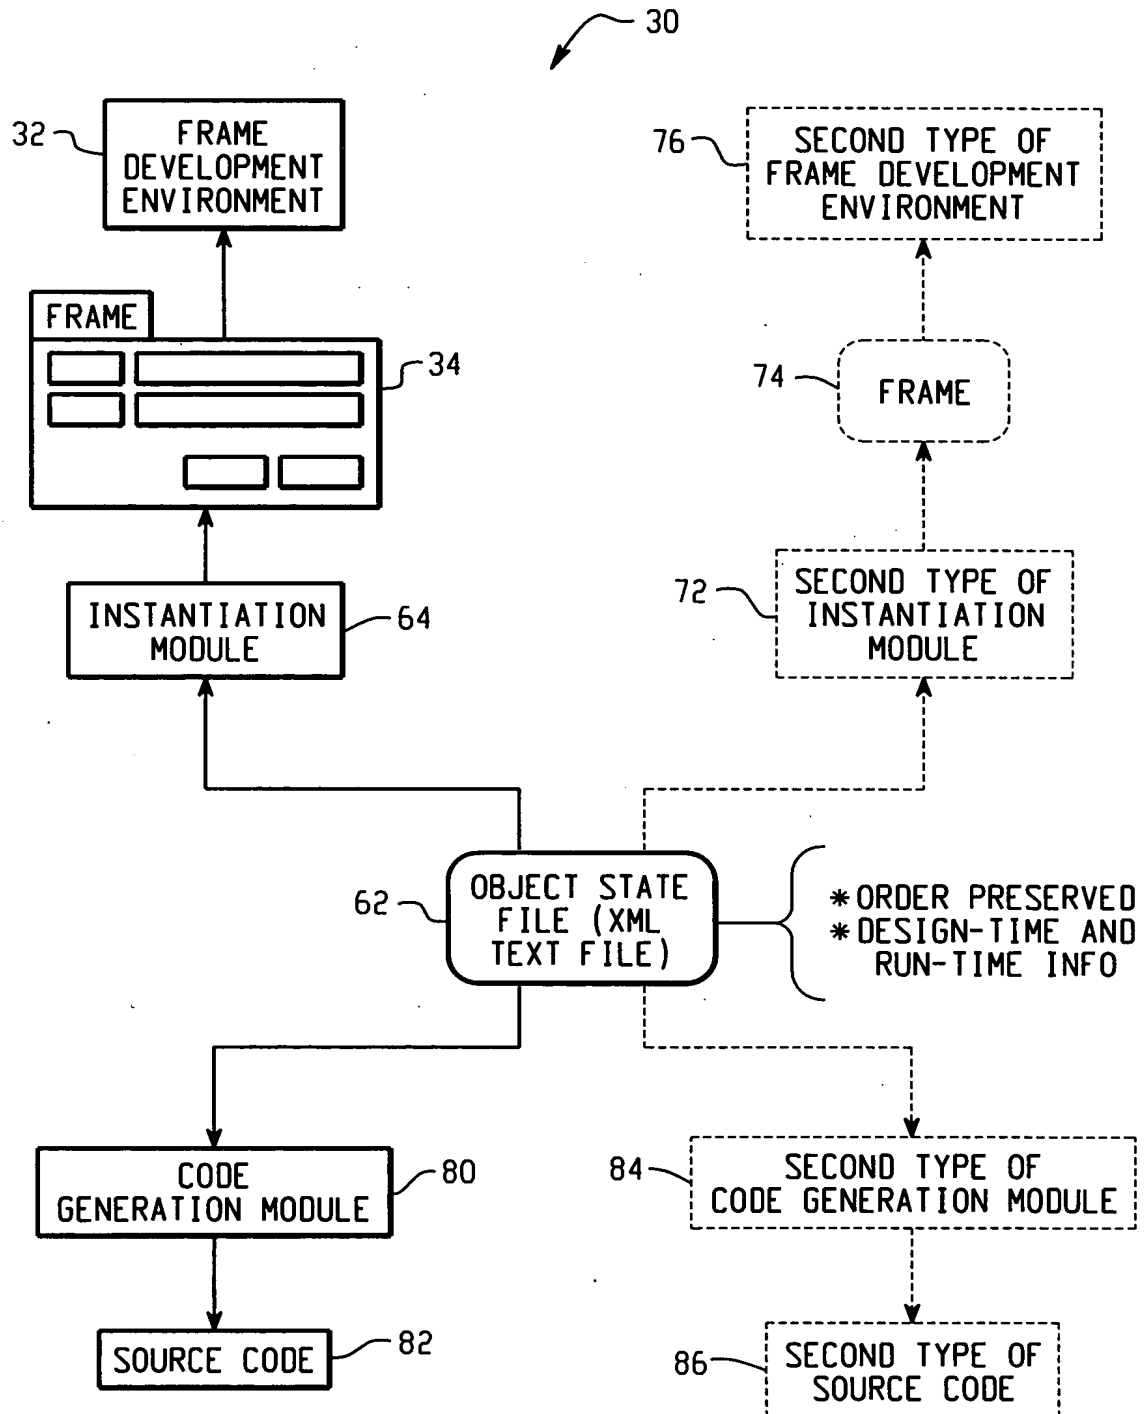 30
32
FRAME
DEVELOPMENT
ENVIRONMENT
76
SECOND TYPE OF
FRAME DEVELOPMENT
ENVIRONMENT
FRAME
34
74
FRAME
INSTANTIATION
MODULE
64
72
SECOND TYPE OF
INSTANTIATION
MODULE
62
OBJECT STATE
FILE (XML
TEXT FILE)
*ORDER PRESERVED
*DESIGN-TIME AND
RUN-TIME INFO
CODE
GENERATION MODULE
80
84
SECOND TYPE OF
CODE GENERATION MODULE
SOURCE CODE
82
86
SECOND TYPE OF
SOURCE CODE